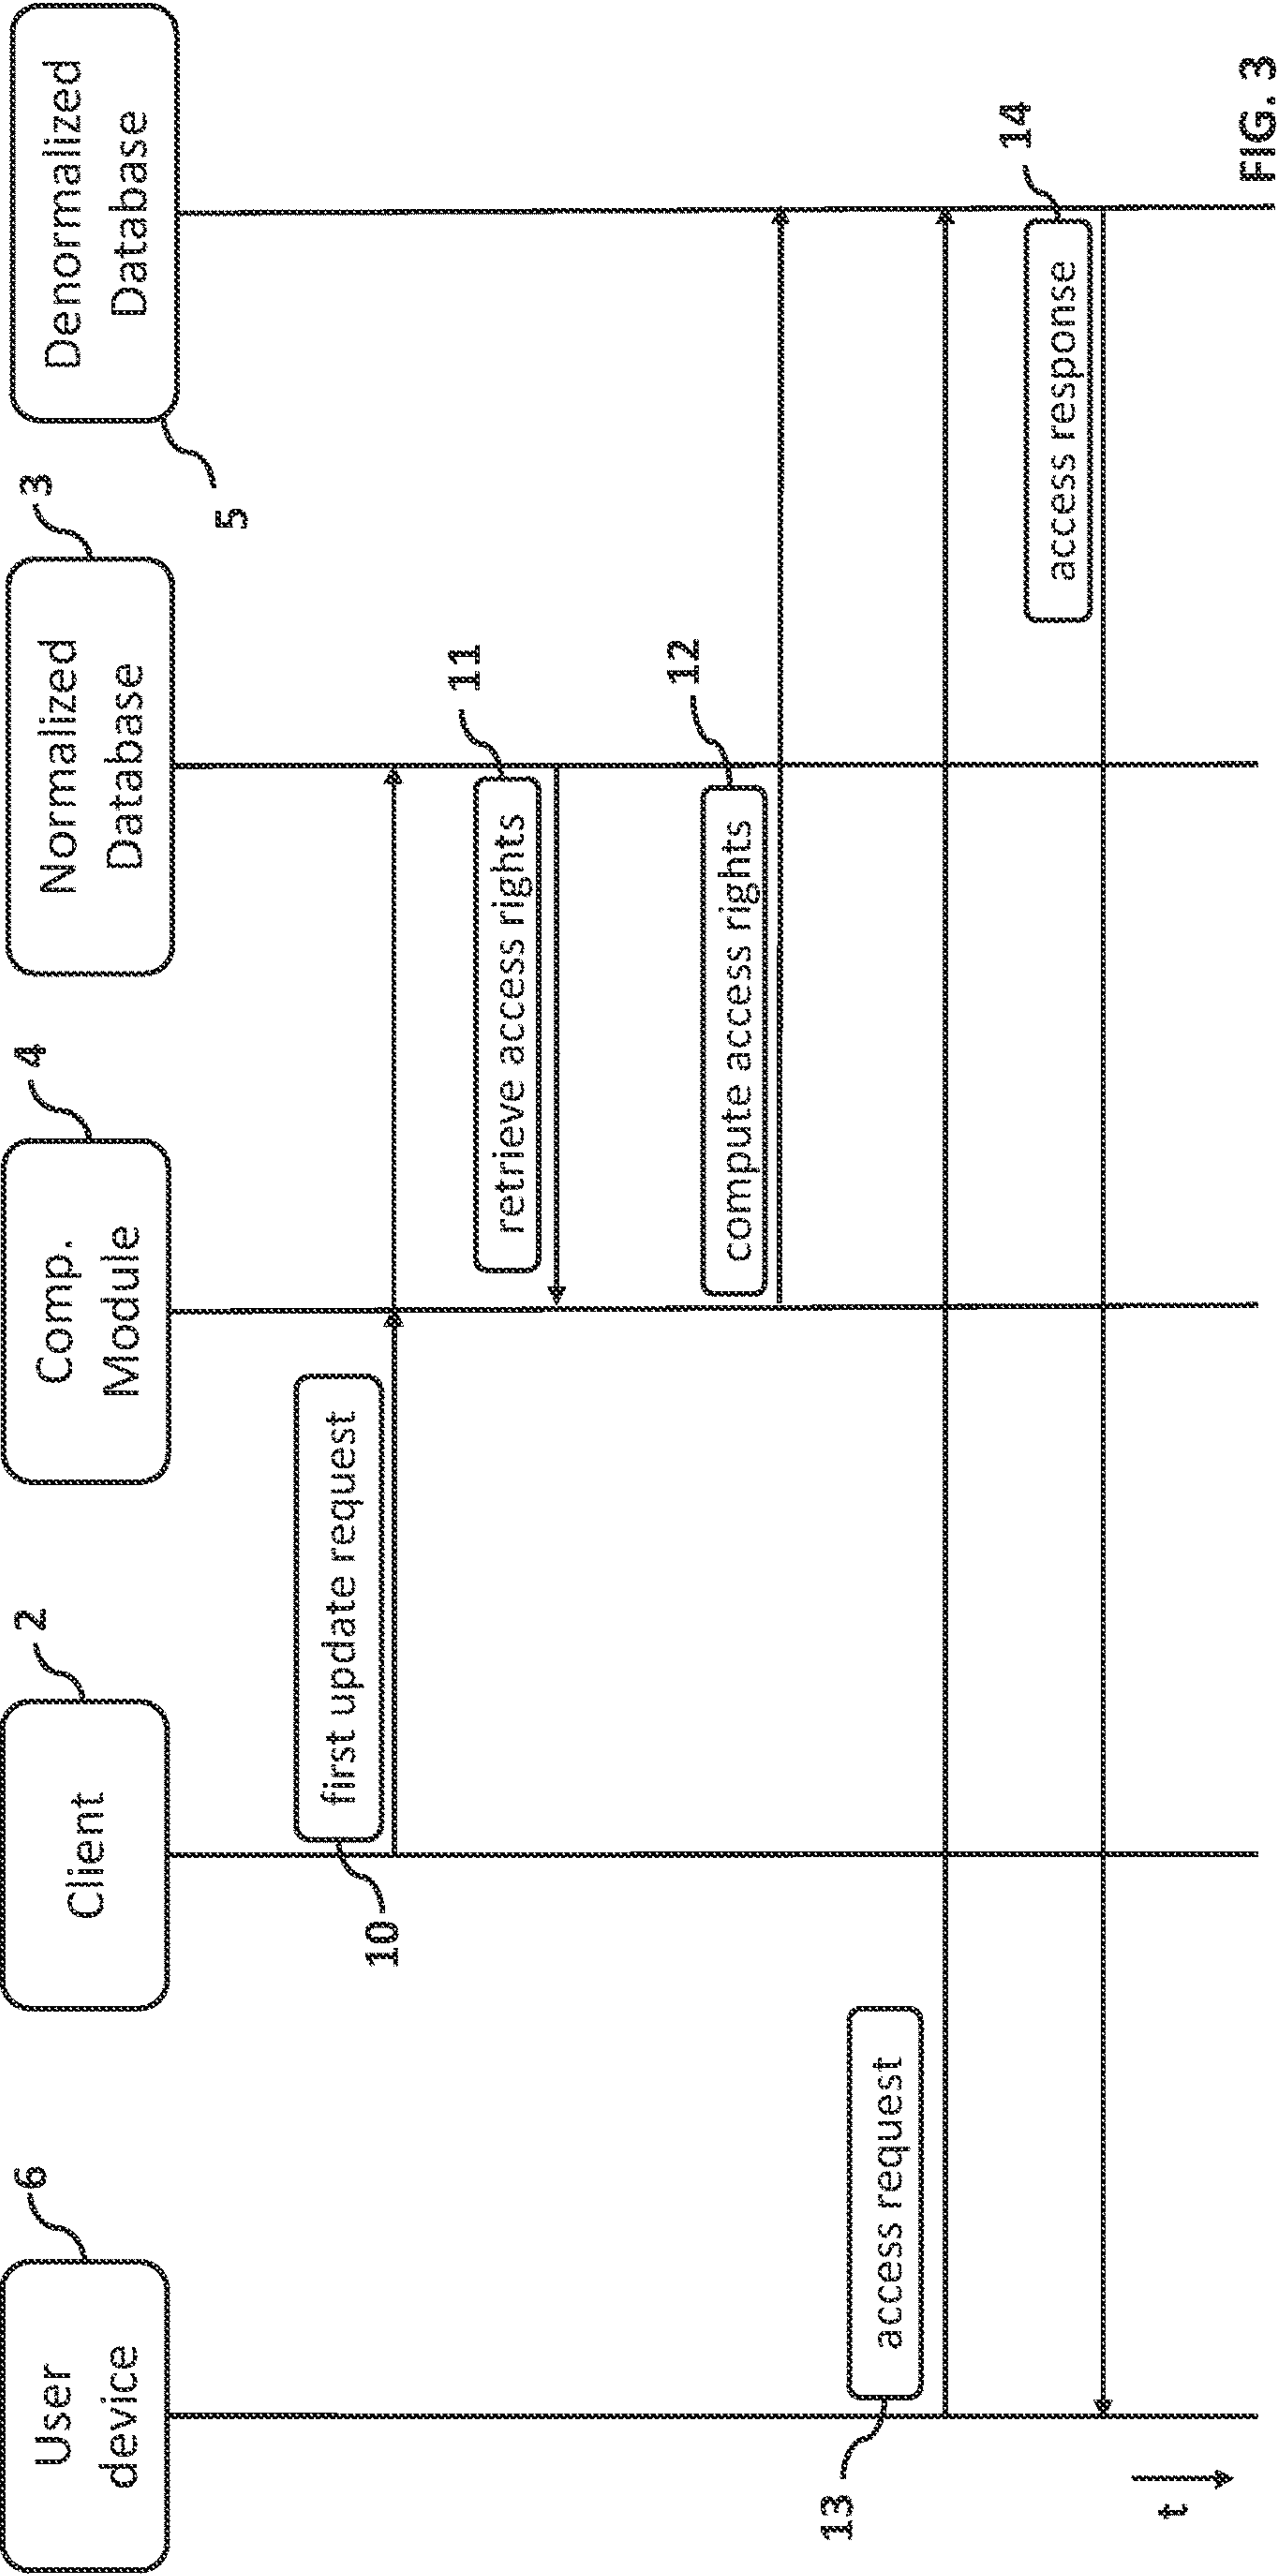 User
device
6
Client
2
Comp.
Module
4
Normalized
Database
3
Denormalized
Database
5
first update request
10
retrieve access rights
11
compute access rights
12
access request
13
access response
14
t
FIG. 3